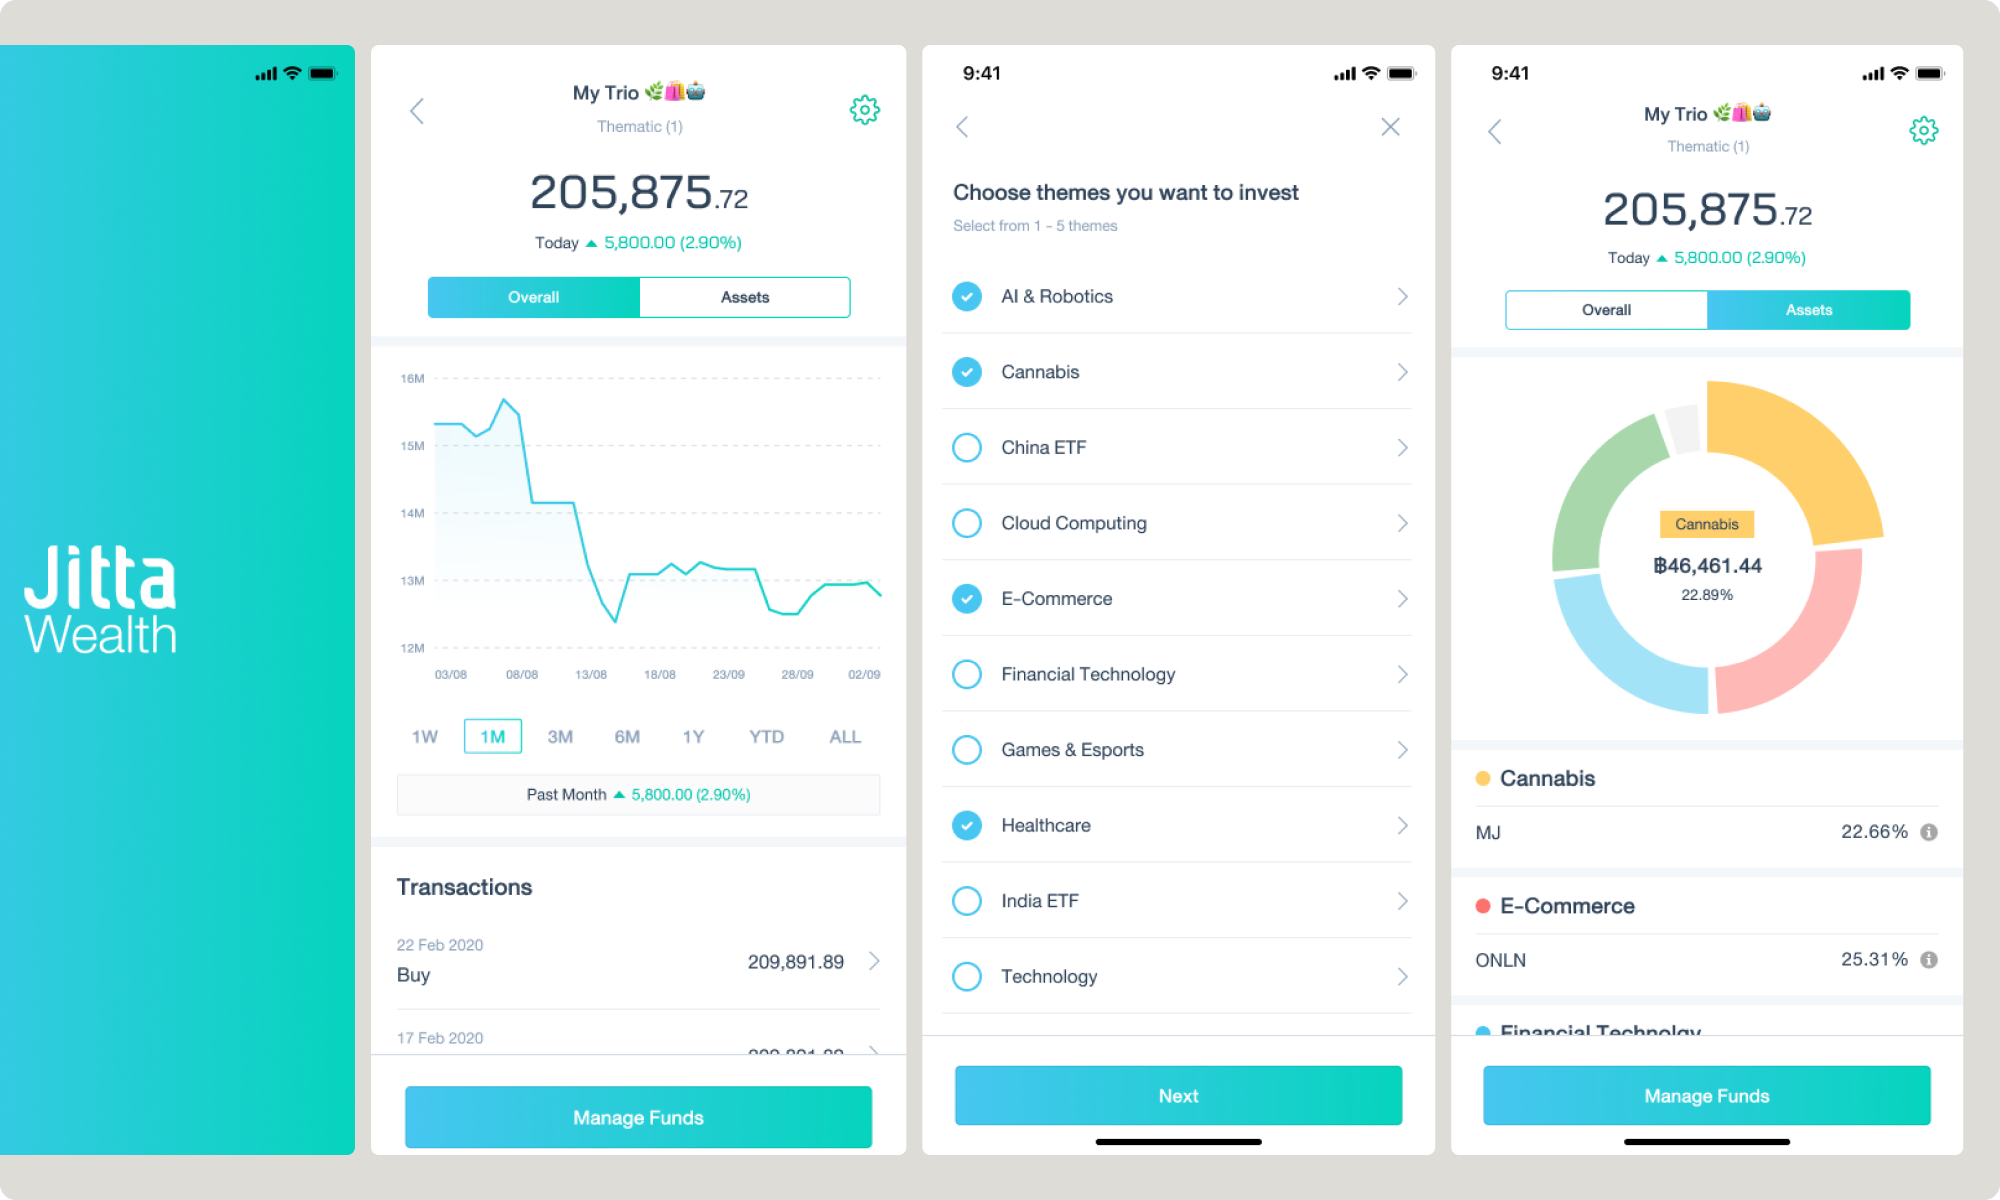 Jitta
Wealth
My Trio 🌿🛍️🤖
Thematic (1)
205,875.72
Today ▲ 5,800.00 (2.90%)
Overall
Assets
16M
15M
14M
13M
12M
03/08 08/08 13/08 18/08 23/09 28/09 02/09
1W 1M 3M 6M 1Y YTD ALL
Past Month ▲ 5,800.00 (2.90%)
Transactions
22 Feb 2020
Buy
209,891.89
17 Feb 2020
209,891.89
Manage Funds
9:41
Choose themes you want to invest
Select from 1 - 5 themes
AI & Robotics
Cannabis
China ETF
Cloud Computing
E-Commerce
Financial Technology
Games & Esports
Healthcare
India ETF
Technology
Next
9:41
My Trio 🌿🛍️🤖
Thematic (1)
205,875.72
Today ▲ 5,800.00 (2.90%)
Overall
Assets
Cannabis
฿46,461.44
22.89%
Cannabis
MJ 22.66%
E-Commerce
ONLN 25.31%
Financial Technolgy
Manage Funds